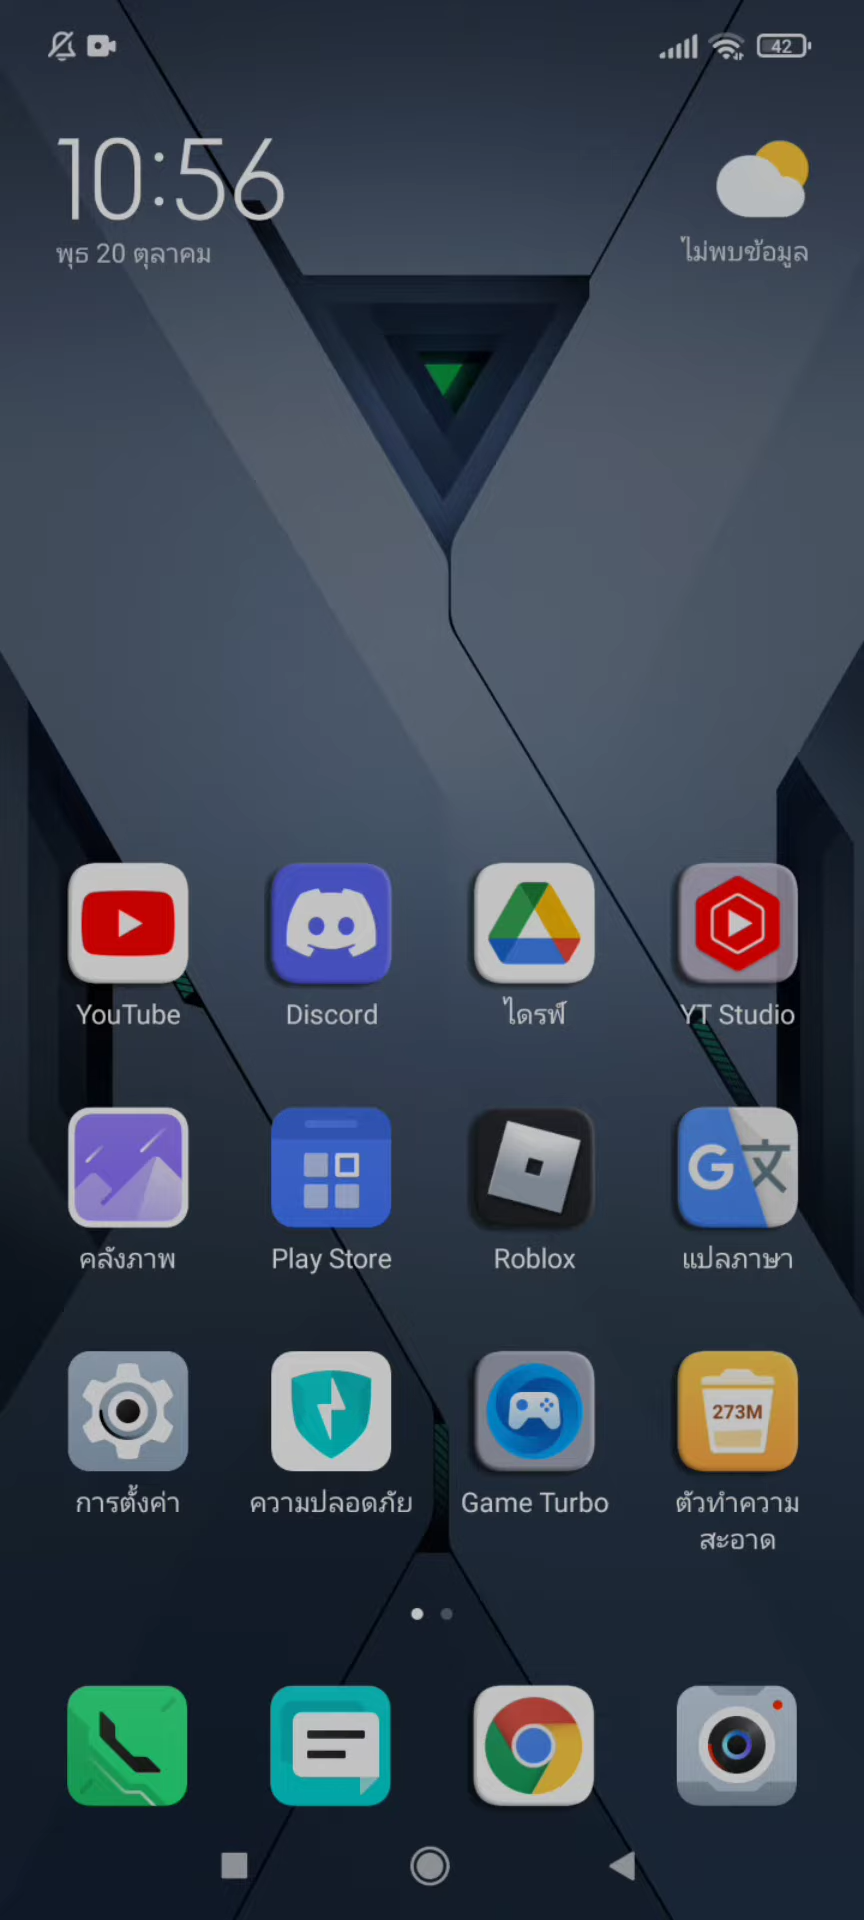 42
10:56
พุธ 20 ตุลาคม
ไม่พบข้อมูล
YouTube
Discord
ไดรฟ์
YT Studio
G文
คลังภาพ
Play Store
Roblox
แปลภาษา
273M
การตั้งค่า
ความปลอดภัย
Game Turbo
ตัวทำความ
สะอาด